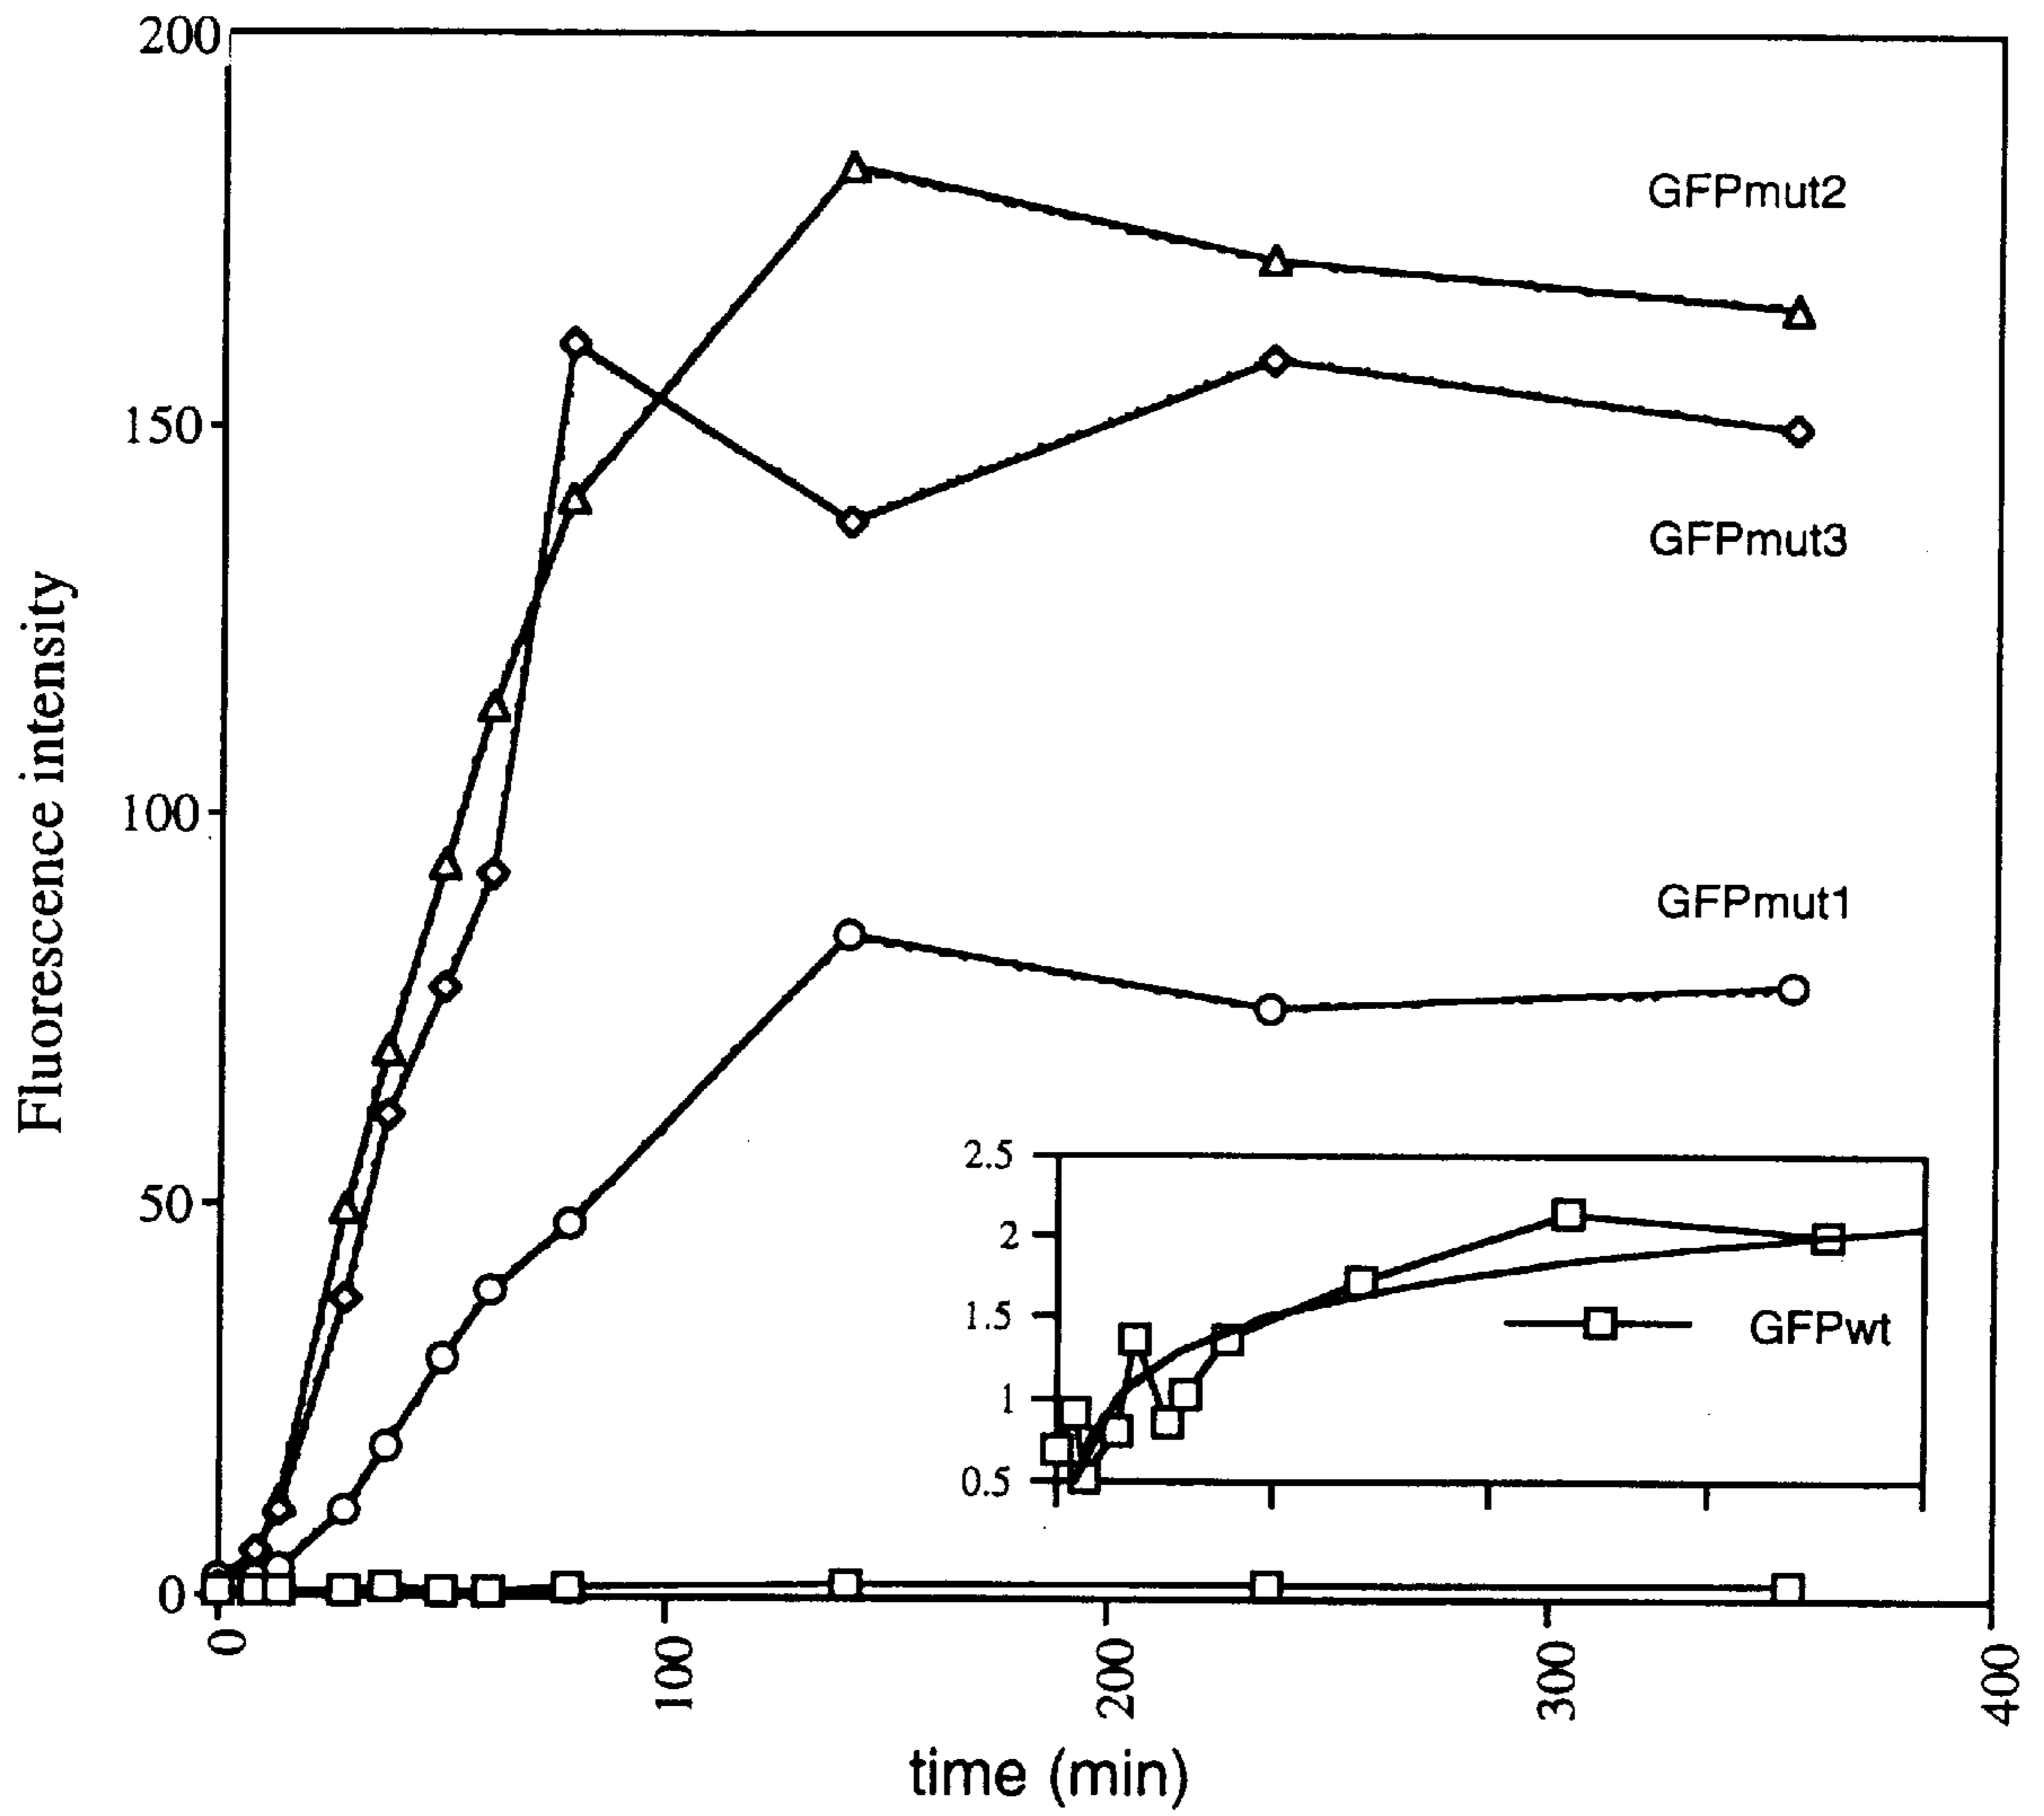 200
GFPmut2
150
GFPmut3
Fluorescence intensity
100
GFPmut1
2.5
50
2
1.5
GFPwt
1
0.5
0
0
100
200
300
400
time (min)